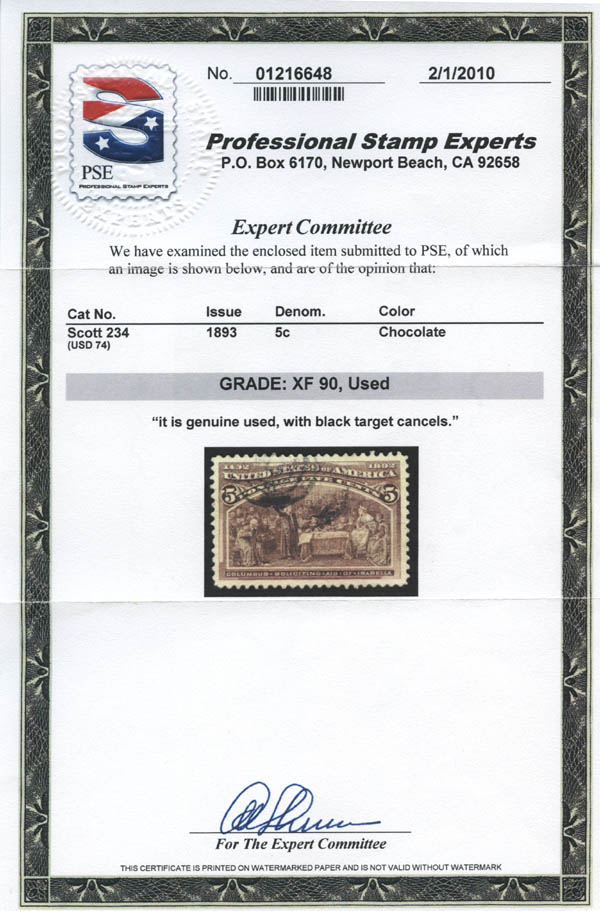 No. 01216648 2/1/2010
PSE
PROFESSIONAL STAMP EXPERTS
Professional Stamp Experts
P.O. Box 6170, Newport Beach, CA 92658
Expert Committee
We have examined the enclosed item submitted to PSE, of which
an image is shown below, and are of the opinion that:
Cat No. Issue Denom. Color
Scott 234 1893 5c Chocolate
(USD 74)
GRADE: XF 90, Used
“it is genuine used, with black target cancels.”
1492 1892
UNITED STATES OF AMERICA
5 POSTAGE FIVE CENTS 5
COLUMBUS SOLICITING AID OF ISABELLA
For The Expert Committee
THIS CERTIFICATE IS PRINTED ON WATERMARKED PAPER AND IS NOT VALID WITHOUT WATERMARK